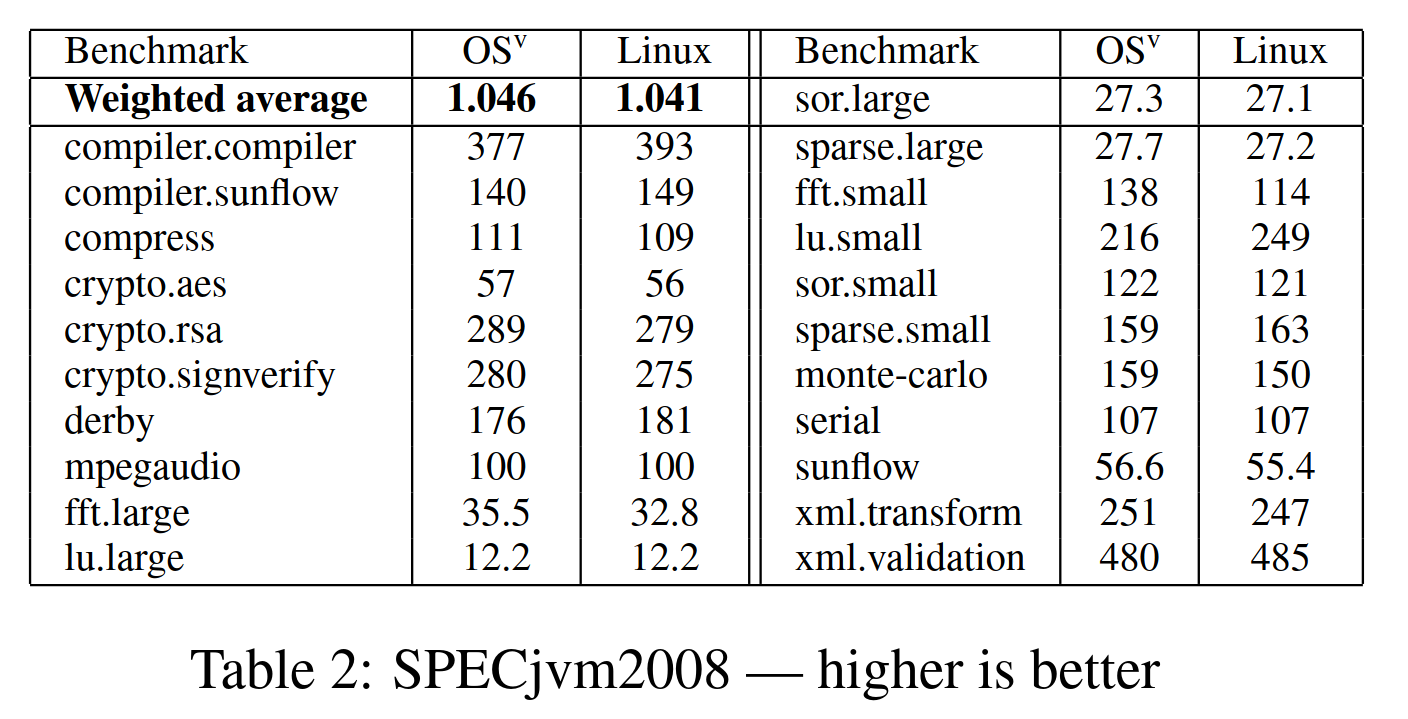 Benchmark OSᵛ Linux Benchmark OSᵛ Linux
Weighted average 1.046 1.041 sor.large 27.3 27.1
compiler.compiler 377 393 sparse.large 27.7 27.2
compiler.sunflow 140 149 fft.small 138 114
compress 111 109 lu.small 216 249
crypto.aes 57 56 sor.small 122 121
crypto.rsa 289 279 sparse.small 159 163
crypto.signverify 280 275 monte-carlo 159 150
derby 176 181 serial 107 107
mpegaudio 100 100 sunflow 56.6 55.4
fft.large 35.5 32.8 xml.transform 251 247
lu.large 12.2 12.2 xml.validation 480 485
Table 2: SPECjvm2008 — higher is better